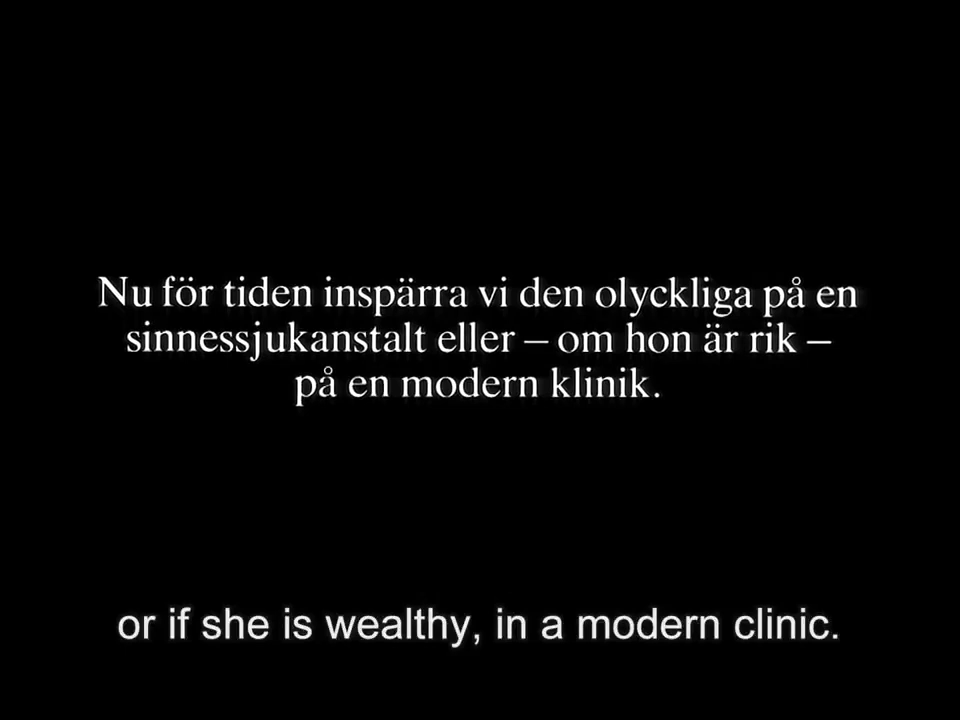 Nu för tiden inspärra vi den olyckliga på en
sinnessjukanstalt eller – om hon är rik –
på en modern klinik.
or if she is wealthy, in a modern clinic.